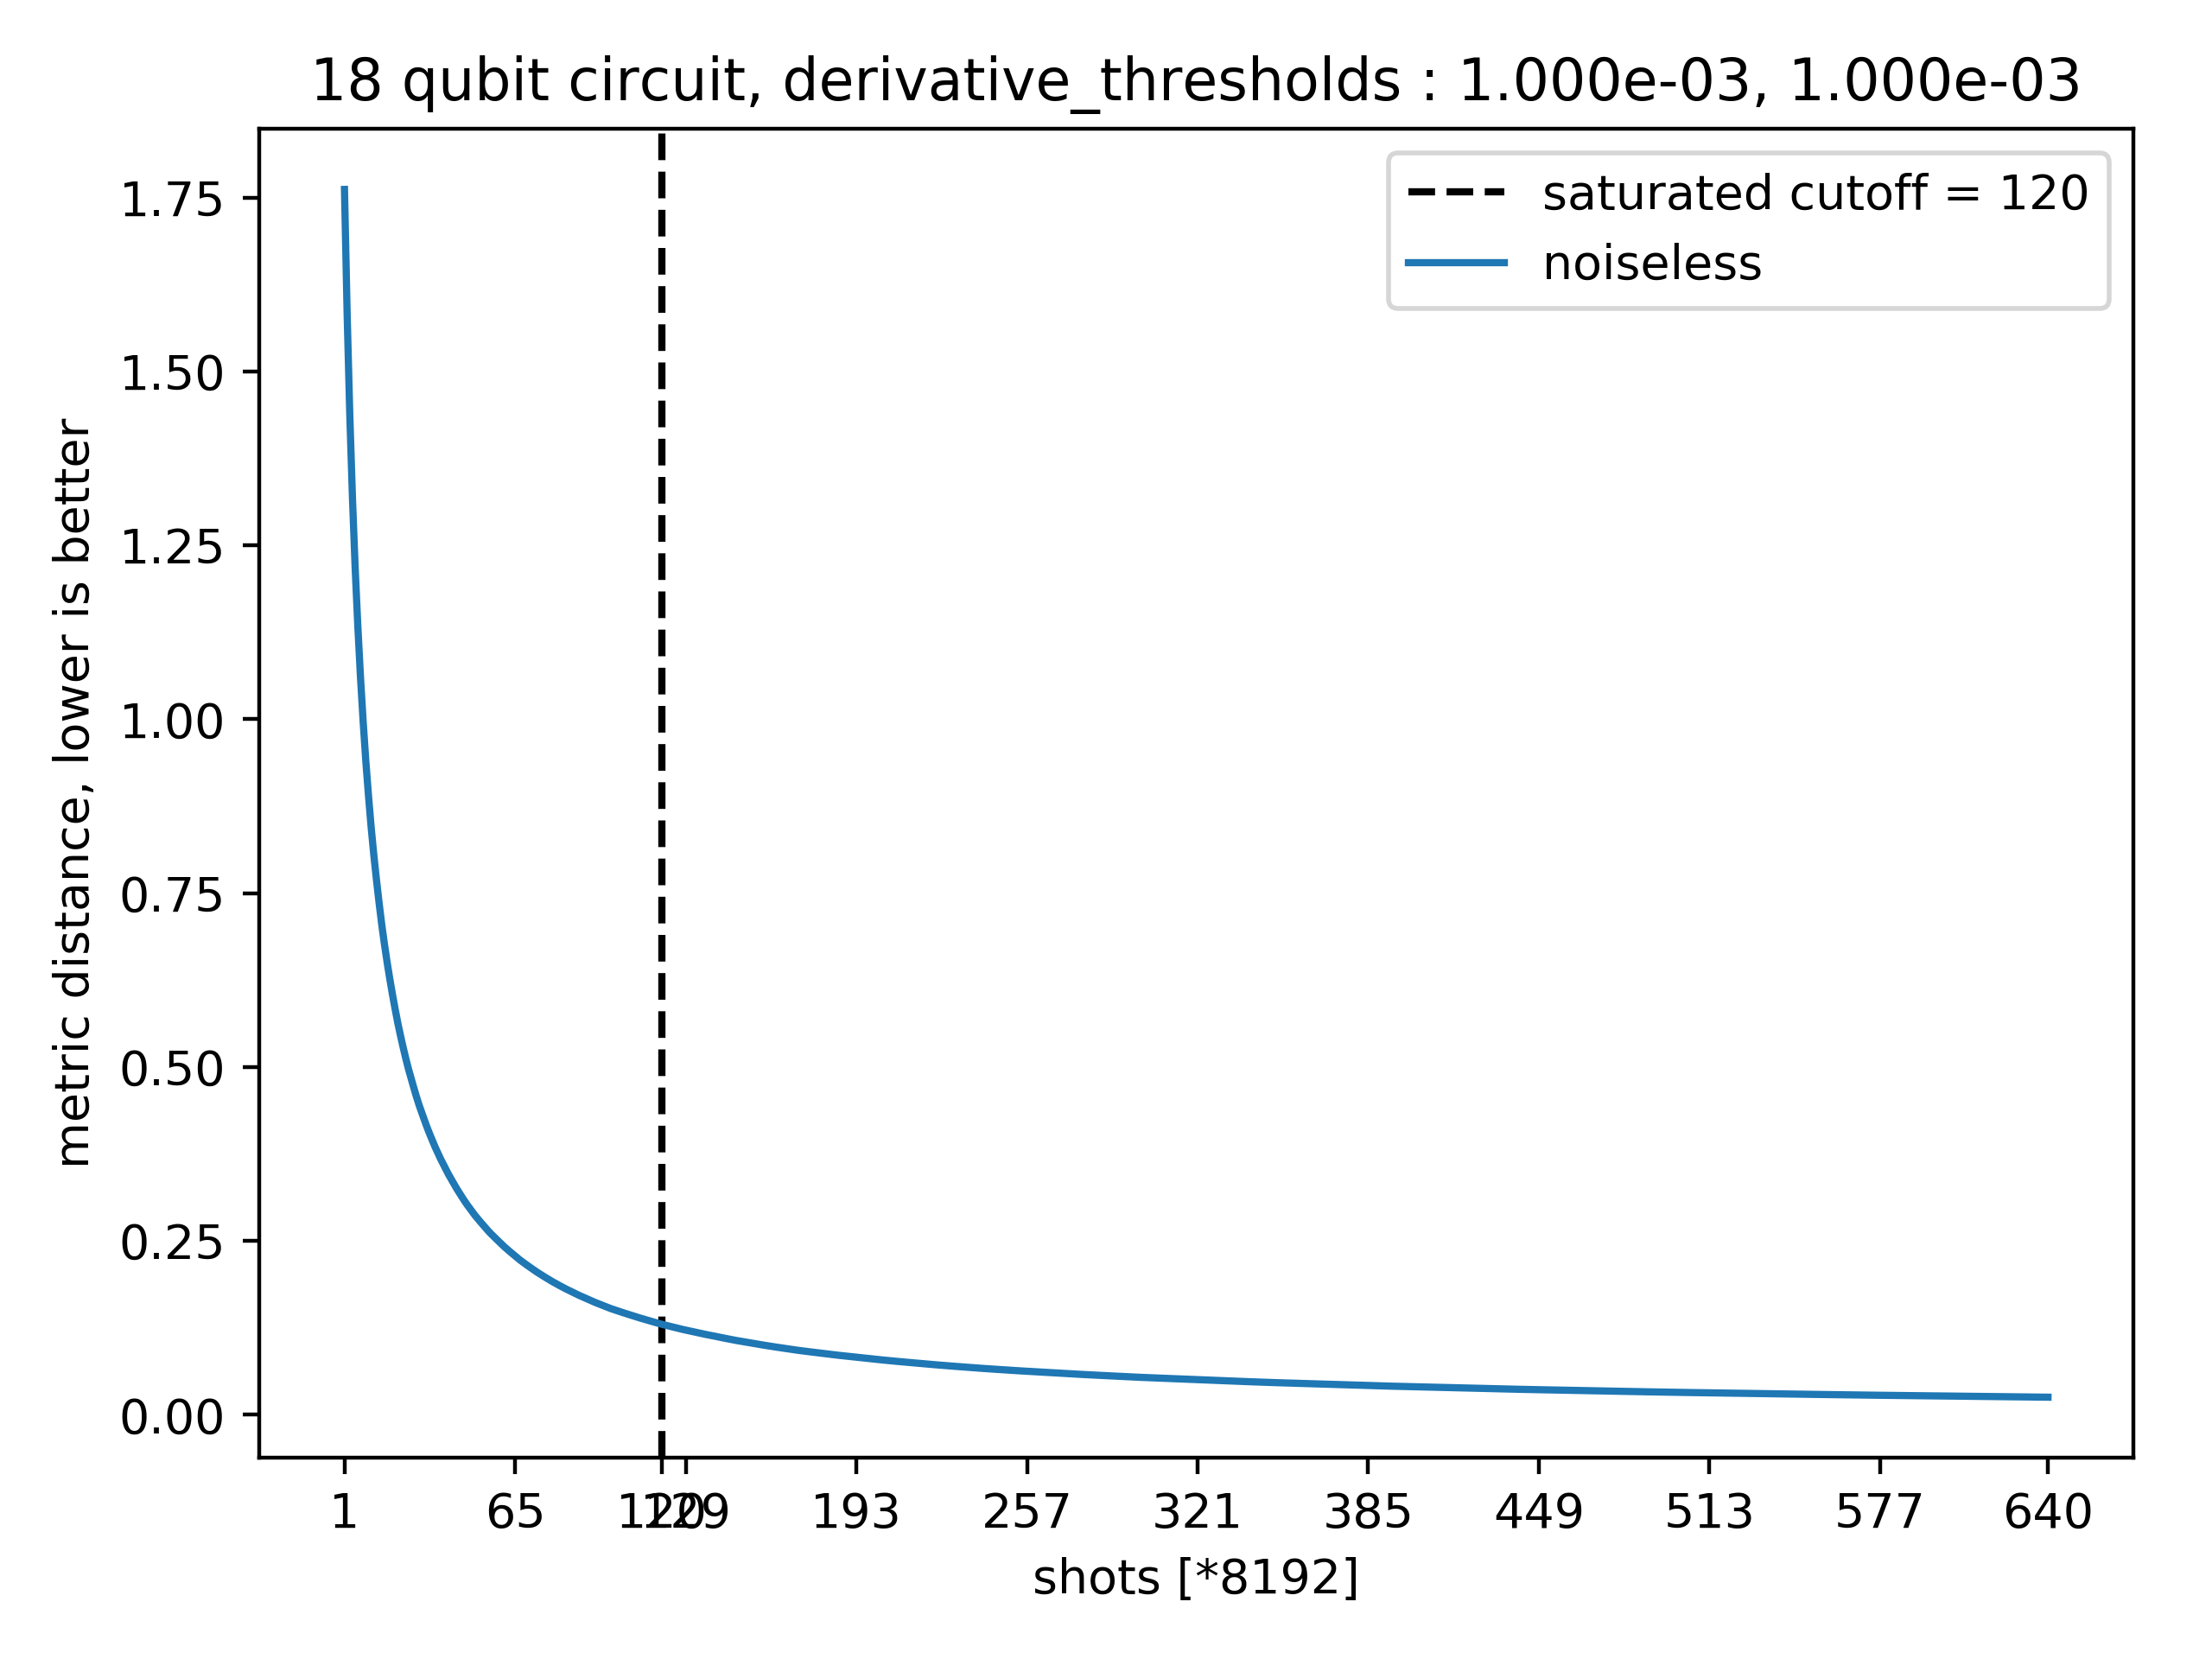 18 qubit circuit, derivative_thresholds : 1.000e-03, 1.000e-03
saturated cutoff = 120
noiseless
metric distance, lower is better
1.75
1.50
1.25
1.00
0.75
0.50
0.25
0.00
1 65 120 129 193 257 321 385 449 513 577 640
shots [*8192]